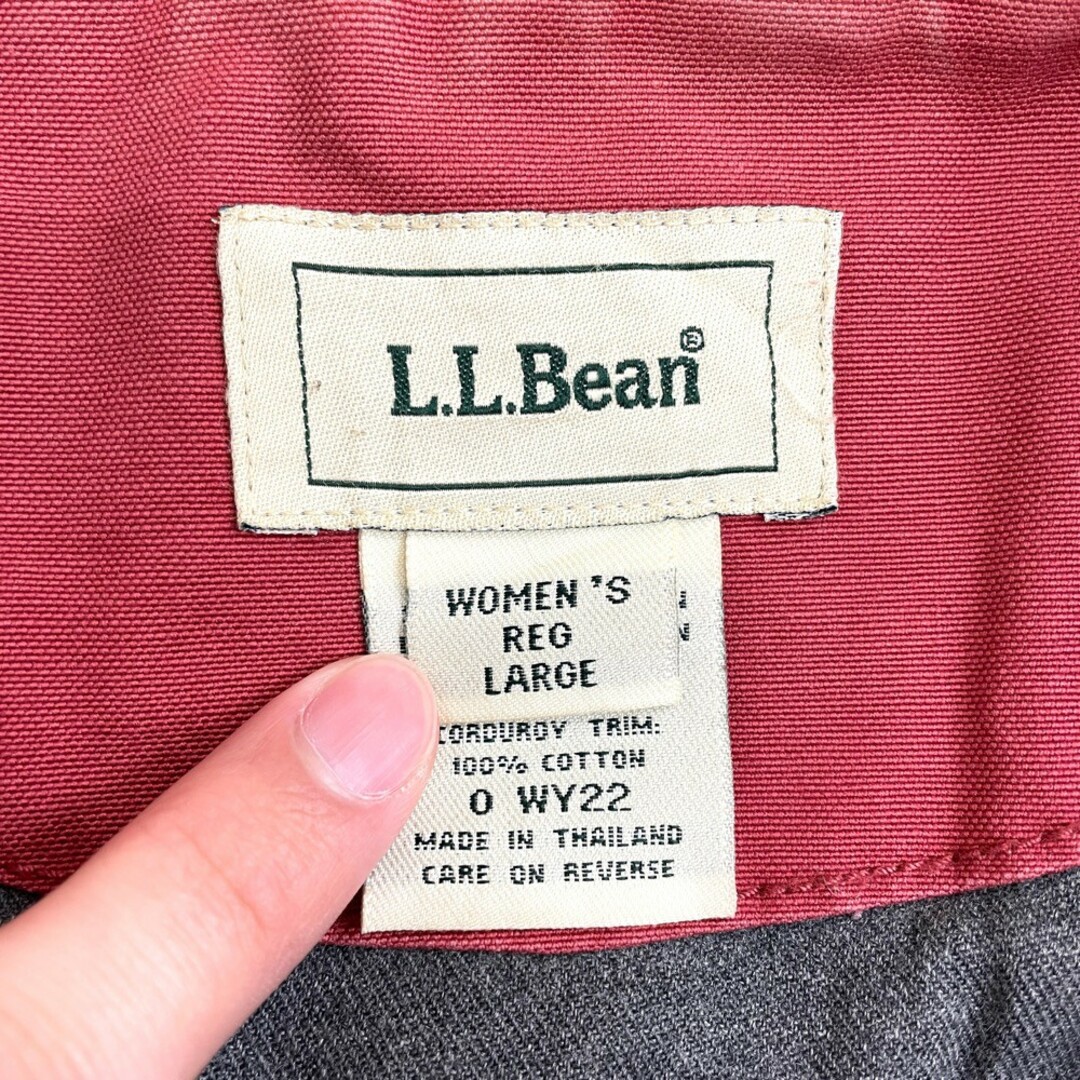 L.L.Bean®
WOMEN'S
REG
LARGE
CORDUROY TRIM:
100% COTTON
0 WY22
MADE IN THAILAND
CARE ON REVERSE